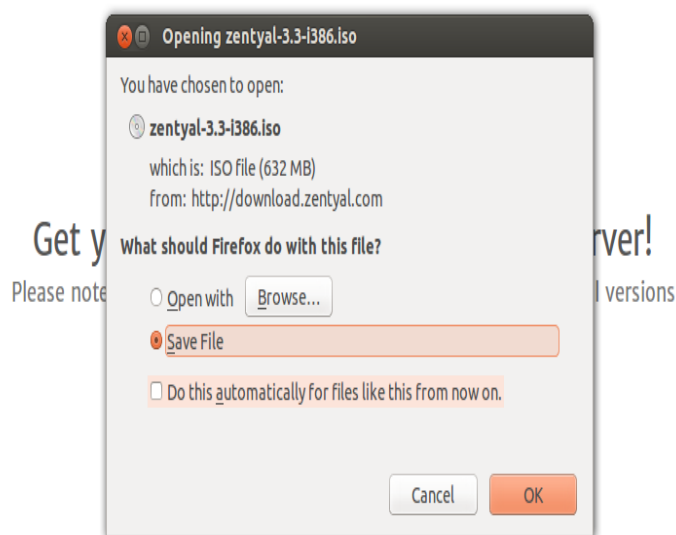 Opening zentyal-3.3-i386.iso
You have chosen to open:
zentyal-3.3-i386.iso
which is: ISO file (632 MB)
from: http://download.zentyal.com
Get y rver!
What should Firefox do with this file?
Please note l versions
Open with Browse...
Save File
Do this automatically for files like this from now on.
Cancel OK